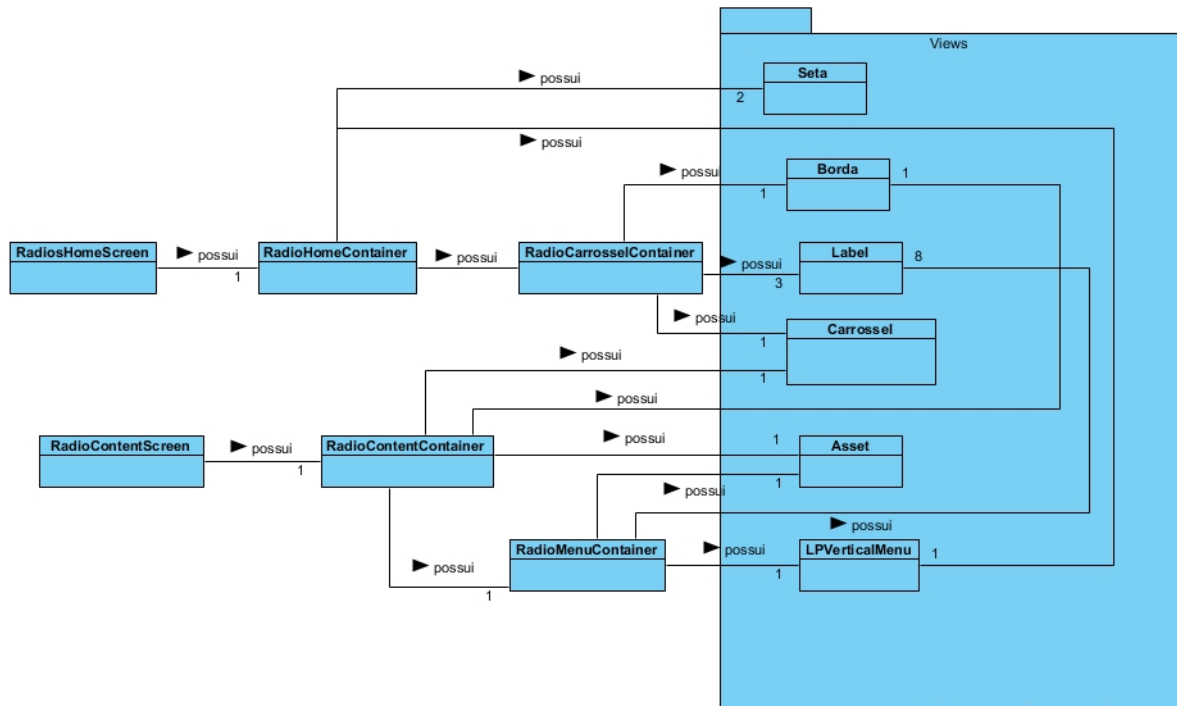 Views
possui
Seta
2
possui
possui
Borda
1
1
RadiosHomeScreen
possui
1
RadioHomeContainer
possui
RadioCarrosselContainer
possui
3
Label
8
possui
1
Carrossel
possui
1
possui
RadioContentScreen
possui
1
RadioContentContainer
possui
1
Asset
1
possui
possui
RadioMenuContainer
possui
1
LPVerticalMenu
1
possui
1